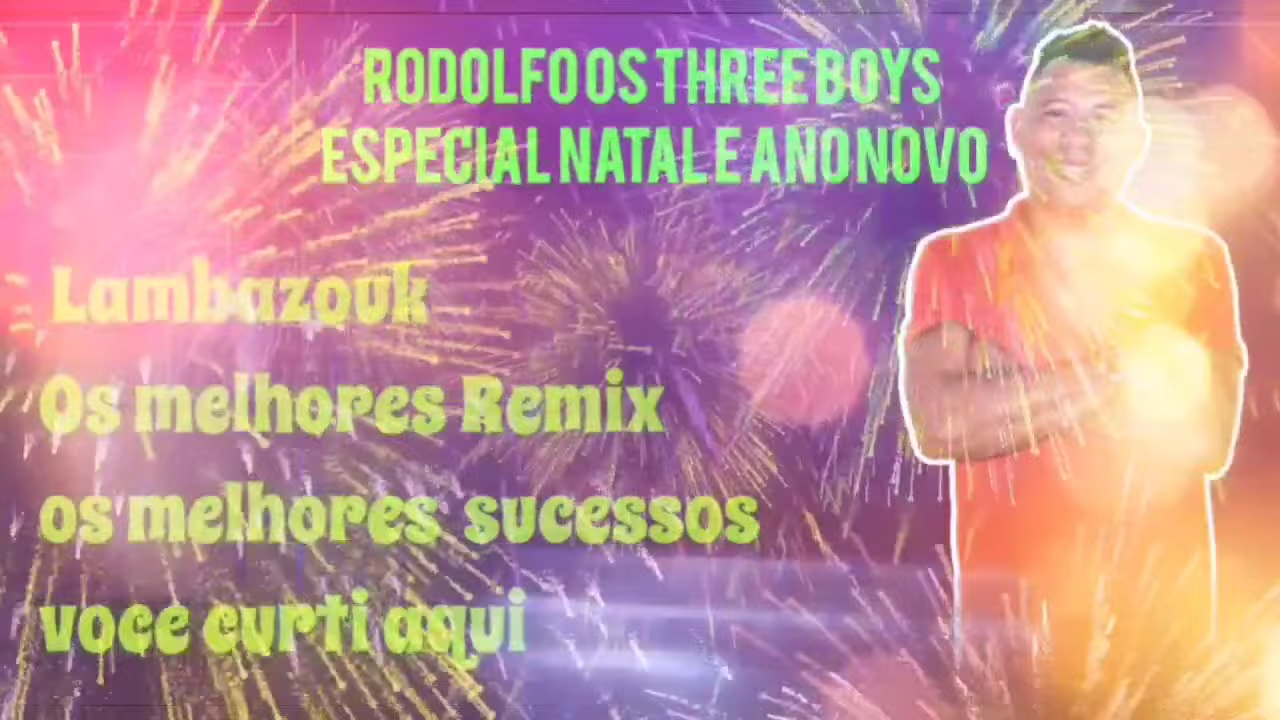 RODOLFO OS THREE BOYS
ESPECIAL NATAL E ANO NOVO
Lambazouk
Os melhores Remix
os melhores sucessos
voce curti aqui